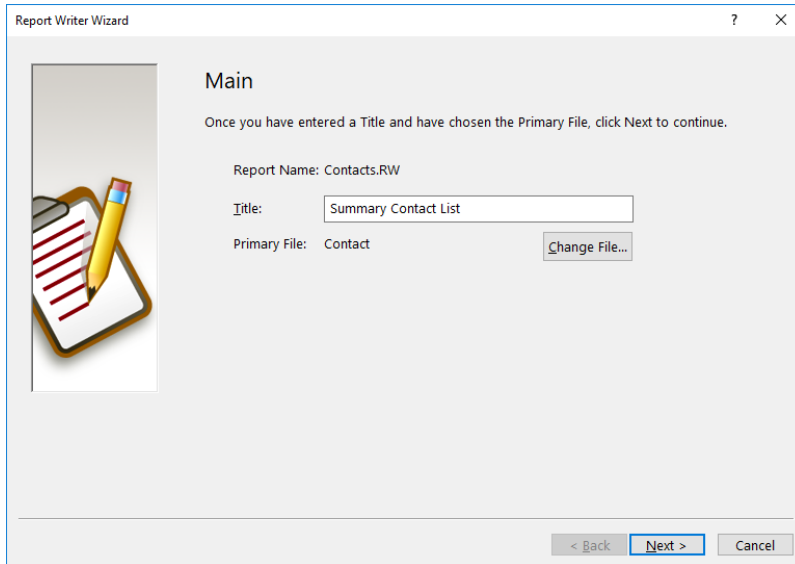 Report Writer Wizard
?
Main
Once you have entered a Title and have chosen the Primary File, click Next to continue.
Report Name: Contacts.RW
Title: Summary Contact List
Primary File: Contact Change File...
< Back Next > Cancel